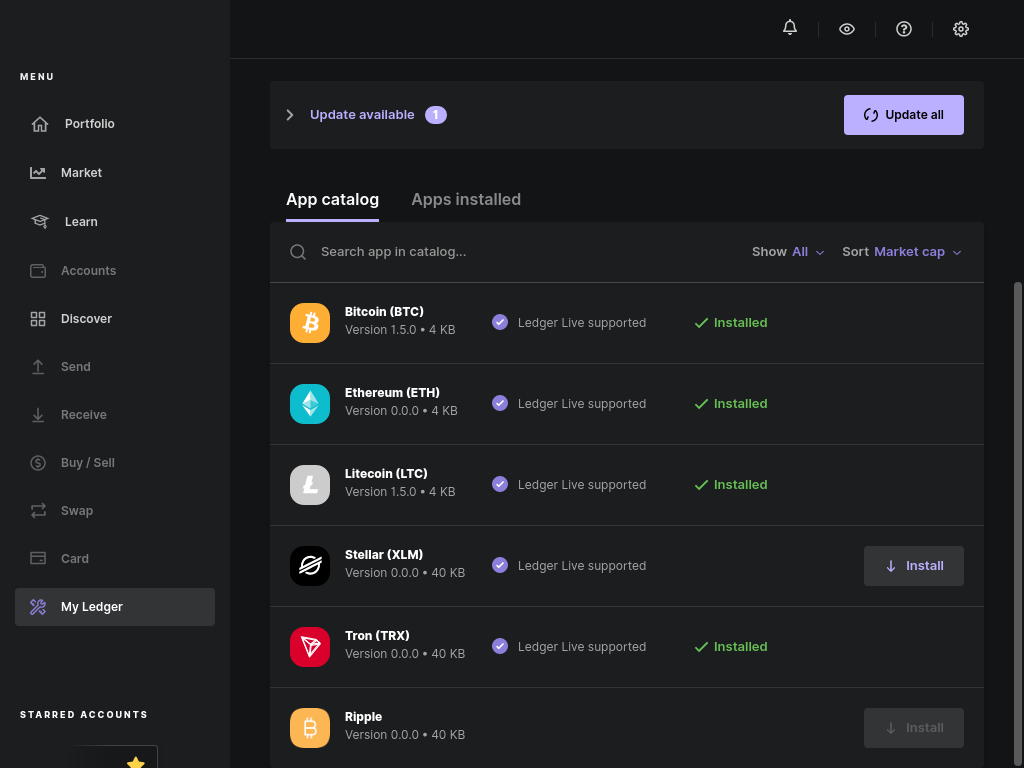 MENU
Portfolio
Market
Learn
Accounts
Discover
Send
Receive
Buy / Sell
Swap
Card
My Ledger
STARRED ACCOUNTS
Update available 1
Update all
App catalog Apps installed
Search app in catalog... Show All Sort Market cap
Bitcoin (BTC)
Version 1.5.0 • 4 KB
Ledger Live supported
Installed
Ethereum (ETH)
Version 0.0.0 • 4 KB
Ledger Live supported
Installed
Litecoin (LTC)
Version 1.5.0 • 4 KB
Ledger Live supported
Installed
Stellar (XLM)
Version 0.0.0 • 40 KB
Ledger Live supported
Install
Tron (TRX)
Version 0.0.0 • 40 KB
Ledger Live supported
Installed
Ripple
Version 0.0.0 • 40 KB
Install